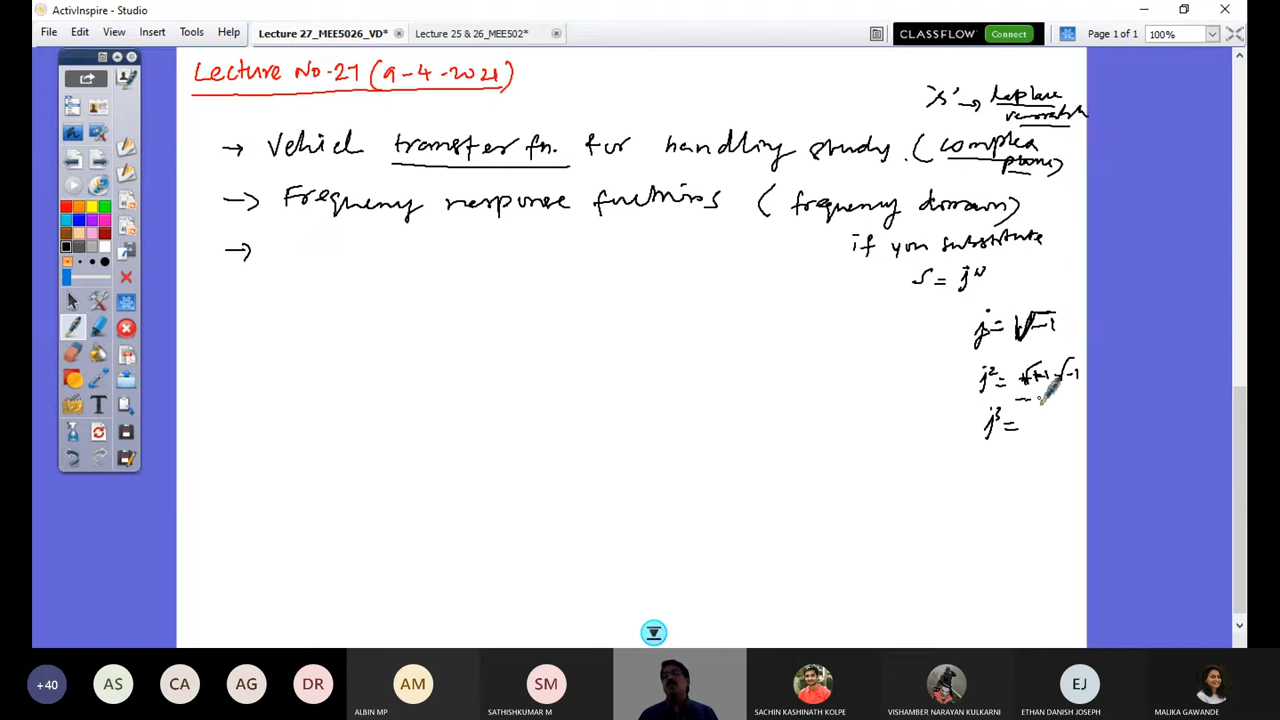 ActivInspire - Studio
File Edit View Insert Tools Help
Lecture 27_MEE5026_VD*
Lecture 25 & 26_MEE502*
CLASSFLOW Connect
Page 1 of 1
100%
Lecture No-27 (9-4-2021)
's' → Laplace
→ Vehicl transfer fn. for handling study. (complex
plane)
→ Frequency response functions (frequency domain)
→
if you substitute
s = jω
j = √-1
j² = √-1
j³ =
+40 AS CA AG DR AM SM EJ
ALBIN MP SATHISHKUMAR M SACHIN KASHINATH KOLPE VISHAMBER NARAYAN KULKARNI ETHAN DANISH JOSEPH MALIKA GAWANDE